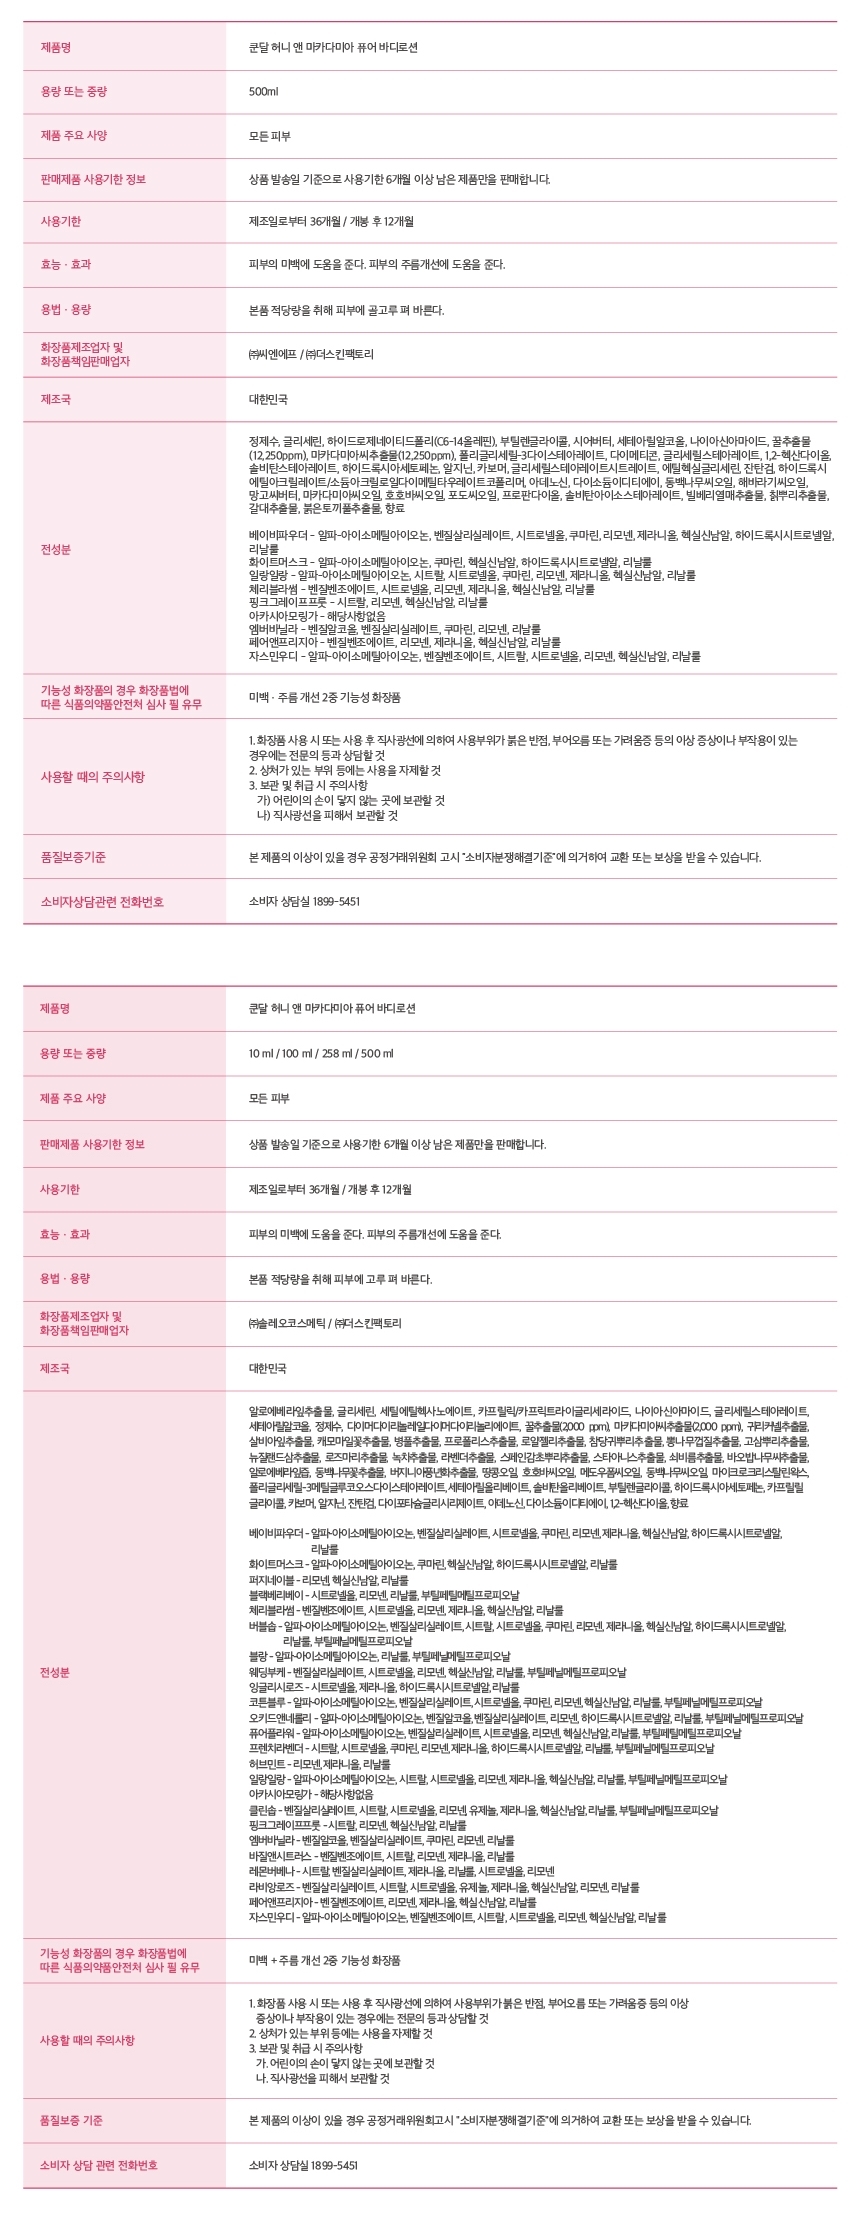 제품명
쿤달 허니 앤 마카다미아 퓨어 바디로션
용량 또는 중량
500ml
제품 주요 사양
모든 피부
판매제품 사용기한 정보
상품 발송일 기준으로 사용기한 6개월 이상 남은 제품만을 판매합니다.
사용기한
제조일로부터 36개월 / 개봉 후 12개월
효능 · 효과
피부의 미백에 도움을 준다. 피부의 주름개선에 도움을 준다.
용법 · 용량
본품 적당량을 취해 피부에 골고루 펴 바른다.
화장품제조업자 및
화장품책임판매업자
㈜씨엔에프 / ㈜더스킨팩토리
제조국
대한민국
전성분
정제수, 글리세린, 하이드로제네이티드폴리(C6-14올레핀), 부틸렌글라이콜, 시어버터, 세테아릴알코올, 나이아신아마이드, 꿀추출물
(12,250ppm), 마카다미아씨추출물(12,250ppm), 폴리글리세릴-3다이스테아레이트, 다이메티콘, 글리세릴스테아레이트, 1,2-헥산다이올,
솔비탄스테아레이트, 하이드록시아세토페논, 알지닌, 카보머, 글리세릴스테아레이트시트레이트, 에틸헥실글리세린, 잔탄검, 하이드록시
에틸아크릴레이트/소듐아크릴로일다이메틸타우레이트코폴리머, 아데노신, 다이소듐이디티에이, 동백나무씨오일, 해바라기씨오일,
망고씨버터, 마카다미아씨오일, 호호바씨오일, 포도씨오일, 프로판다이올, 솔비탄아이소스테아레이트, 빌베리열매추출물, 칡뿌리추출물,
갈대추출물, 붉은토끼풀추출물, 향료
베이비파우더 - 알파-아이소메틸아이오논, 벤질살리실레이트, 시트로넬올, 쿠마린, 리모넨, 제라니올, 헥실신남알, 하이드록시시트로넬알,
리날룰
화이트머스크 - 알파-아이소메틸아이오논, 쿠마린, 헥실신남알, 하이드록시시트로넬알, 리날룰
일랑일랑 - 알파-아이소메틸아이오논, 시트랄, 시트로넬올, 쿠마린, 리모넨, 제라니올, 헥실신남알, 리날룰
체리블라썸 - 벤질벤조에이트, 시트로넬올, 리모넨, 제라니올, 헥실신남알, 리날룰
핑크그레이프프룻 - 시트랄, 리모넨, 헥실신남알, 리날룰
아카시아모링가 - 해당사항없음
엠버바닐라 - 벤질알코올, 벤질살리실레이트, 쿠마린, 리모넨, 리날룰
페어앤프리지아 - 벤질벤조에이트, 리모넨, 제라니올, 헥실신남알, 리날룰
자스민우디 - 알파-아이소메틸아이오논, 벤질벤조에이트, 시트랄, 시트로넬올, 리모넨, 헥실신남알, 리날룰
기능성 화장품의 경우 화장품법에
따른 식품의약품안전처 심사 필 유무
미백 · 주름 개선 2중 기능성 화장품
사용할 때의 주의사항
1. 화장품 사용 시 또는 사용 후 직사광선에 의하여 사용부위가 붉은 반점, 부어오름 또는 가려움증 등의 이상 증상이나 부작용이 있는
경우에는 전문의 등과 상담할 것
2. 상처가 있는 부위 등에는 사용을 자제할 것
3. 보관 및 취급 시 주의사항
가) 어린이의 손이 닿지 않는 곳에 보관할 것
나) 직사광선을 피해서 보관할 것
품질보증기준
본 제품의 이상이 있을 경우 공정거래위원회 고시 "소비자분쟁해결기준"에 의거하여 교환 또는 보상을 받을 수 있습니다.
소비자상담관련 전화번호
소비자 상담실 1899-5451
제품명
쿤달 허니 앤 마카다미아 퓨어 바디로션
용량 또는 중량
10 ml / 100 ml / 258 ml / 500 ml
제품 주요 사양
모든 피부
판매제품 사용기한 정보
상품 발송일 기준으로 사용기한 6개월 이상 남은 제품만을 판매합니다.
사용기한
제조일로부터 36개월 / 개봉 후 12개월
효능 · 효과
피부의 미백에 도움을 준다. 피부의 주름개선에 도움을 준다.
용법 · 용량
본품 적당량을 취해 피부에 고루 펴 바른다.
화장품제조업자 및
화장품책임판매업자
㈜솔레오코스메틱 / ㈜더스킨팩토리
제조국
대한민국
전성분
알로에베라잎추출물, 글리세린, 세틸에틸헥사노에이트, 카프릴릭/카프릭트라이글리세라이드, 나이아신아마이드, 글리세릴스테아레이트,
세테아릴알코올, 정제수, 다이머다이리놀레일다이머다이리놀리에이트, 꿀추출물(2,000 ppm), 마카다미아씨추출물(2,000 ppm), 귀리커넬추출물,
살비아잎추출물, 캐모마일꽃추출물, 병풀추출물, 프로폴리스추출물, 로얄젤리추출물, 참당귀뿌리추출물, 뽕나무껍질추출물, 고삼뿌리추출물,
뉴질랜드삼추출물, 로즈마리추출물, 녹차추출물, 라벤더추출물, 스페인감초뿌리추출물, 스타아니스추출물, 쇠비름추출물, 바오밥나무씨추출물,
알로에베라잎즙, 동백나무꽃추출물, 버지니아풍년화추출물, 땅콩오일, 호호바씨오일, 메도우폼씨오일, 동백나무씨오일, 마이크로크리스탈린왁스,
폴리글리세릴-3메틸글루코오스다이스테아레이트, 세테아릴올리베이트, 솔비탄올리베이트, 부틸렌글라이콜, 하이드록시아세토페논, 카프릴릴
글라이콜, 카보머, 알지닌, 잔탄검, 다이포타슘글리시리제이트, 아데노신, 다이소듐이디티에이, 1,2-헥산다이올, 향료
베이비파우더 - 알파-아이소메틸아이오논, 벤질살리실레이트, 시트로넬올, 쿠마린, 리모넨, 제라니올, 헥실신남알, 하이드록시시트로넬알,
리날룰
화이트머스크 - 알파-아이소메틸아이오논, 쿠마린, 헥실신남알, 하이드록시시트로넬알, 리날룰
퍼지네이블 - 리모넨, 헥실신남알, 리날룰
블랙베리베이 - 시트로넬올, 리모넨, 리날룰, 부틸페닐메틸프로피오날
체리블라썸 - 벤질벤조에이트, 시트로넬올, 리모넨, 제라니올, 헥실신남알, 리날룰
버블솝 - 알파-아이소메틸아이오논, 벤질살리실레이트, 시트랄, 시트로넬올, 쿠마린, 리모넨, 제라니올, 헥실신남알, 하이드록시시트로넬알,
리날룰, 부틸페닐메틸프로피오날
블랑 - 알파-아이소메틸아이오논, 리날룰, 부틸페닐메틸프로피오날
웨딩부케 - 벤질살리실레이트, 시트로넬올, 리모넨, 헥실신남알, 리날룰, 부틸페닐메틸프로피오날
잉글리시로즈 - 시트로넬올, 제라니올, 하이드록시시트로넬알, 리날룰
코튼블루 - 알파-아이소메틸아이오논, 벤질살리실레이트, 시트로넬올, 쿠마린, 리모넨, 헥실신남알, 리날룰, 부틸페닐메틸프로피오날
오키드앤네롤리 - 알파-아이소메틸아이오논, 벤질알코올, 벤질살리실레이트, 리모넨, 하이드록시시트로넬알, 리날룰, 부틸페닐메틸프로피오날
퓨어플라워 - 알파-아이소메틸아이오논, 벤질살리실레이트, 시트로넬올, 리모넨, 헥실신남알, 리날룰, 부틸페닐메틸프로피오날
프렌치라벤더 - 시트랄, 시트로넬올, 쿠마린, 리모넨, 제라니올, 하이드록시시트로넬알, 리날룰, 부틸페닐메틸프로피오날
허브민트 - 리모넨, 제라니올, 리날룰
일랑일랑 - 알파-아이소메틸아이오논, 시트랄, 시트로넬올, 리모넨, 제라니올, 헥실신남알, 리날룰, 부틸페닐메틸프로피오날
아카시아모링가 - 해당사항없음
클린솝 - 벤질살리실레이트, 시트랄, 시트로넬올, 리모넨, 유제놀, 제라니올, 헥실신남알, 리날룰, 부틸페닐메틸프로피오날
핑크그레이프프룻 - 시트랄, 리모넨, 헥실신남알, 리날룰
엠버바닐라 - 벤질알코올, 벤질살리실레이트, 쿠마린, 리모넨, 리날룰
바질앤시트러스 - 벤질벤조에이트, 시트랄, 리모넨, 제라니올, 리날룰
레몬버베나 - 시트랄, 벤질살리실레이트, 제라니올, 리날룰, 시트로넬올, 리모넨
라비앙로즈 - 벤질살리실레이트, 시트랄, 시트로넬올, 유제놀, 제라니올, 헥실신남알, 리모넨, 리날룰
페어앤프리지아 - 벤질벤조에이트, 리모넨, 제라니올, 헥실신남알, 리날룰
자스민우디 - 알파-아이소메틸아이오논, 벤질벤조에이트, 시트랄, 시트로넬올, 리모넨, 헥실신남알, 리날룰
기능성 화장품의 경우 화장품법에
따른 식품의약품안전처 심사 필 유무
미백 + 주름 개선 2중 기능성 화장품
사용할 때의 주의사항
1. 화장품 사용 시 또는 사용 후 직사광선에 의하여 사용부위가 붉은 반점, 부어오름 또는 가려움증 등의 이상
증상이나 부작용이 있는 경우에는 전문의 등과 상담할 것
2. 상처가 있는 부위 등에는 사용을 자제할 것
3. 보관 및 취급 시 주의사항
가. 어린이의 손이 닿지 않는 곳에 보관할 것
나. 직사광선을 피해서 보관할 것
품질보증 기준
본 제품의 이상이 있을 경우 공정거래위원회고시 "소비자분쟁해결기준"에 의거하여 교환 또는 보상을 받을 수 있습니다.
소비자 상담 관련 전화번호
소비자 상담실 1899-5451